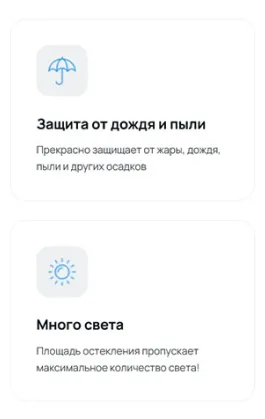 Защита от дождя и пыли
Прекрасно защищает от жары, дождя,
пыли и других осадков
Много света
Площадь остекления пропускает
максимальное количество света!